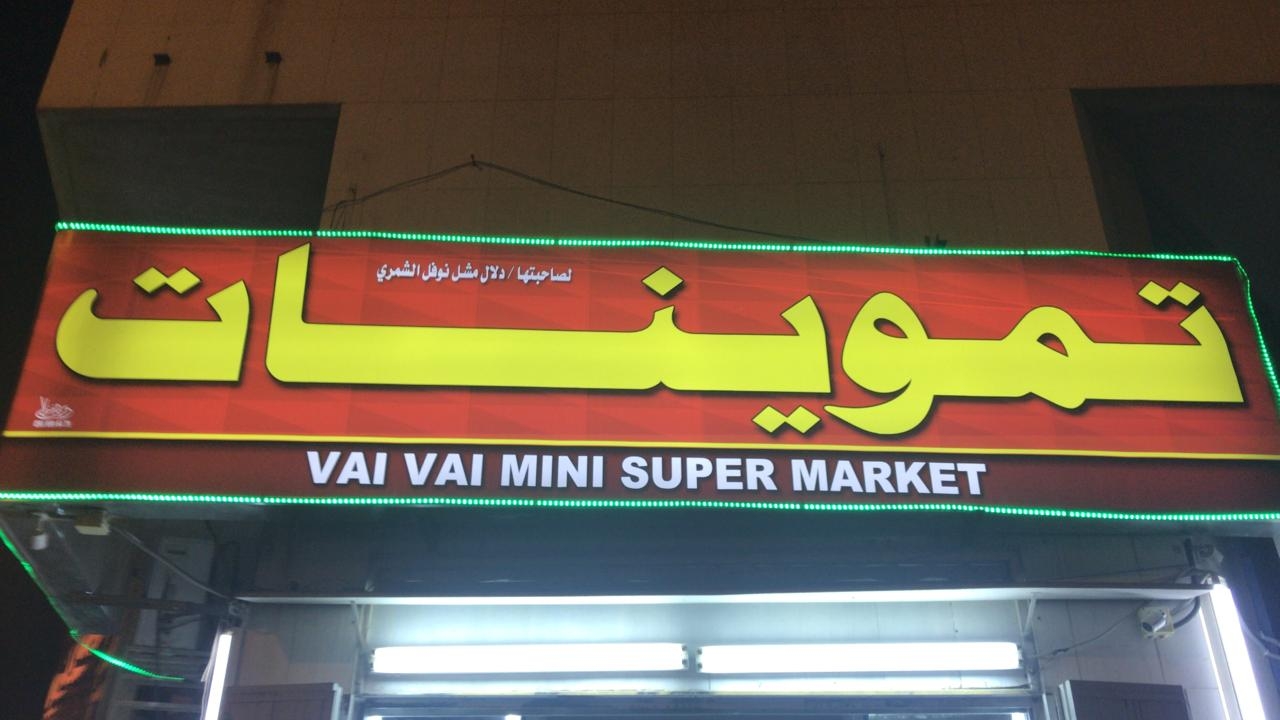 لصاحبتها / دلال مشل نوفل الشمري
تموينات
VAI VAI MINI SUPER MARKET